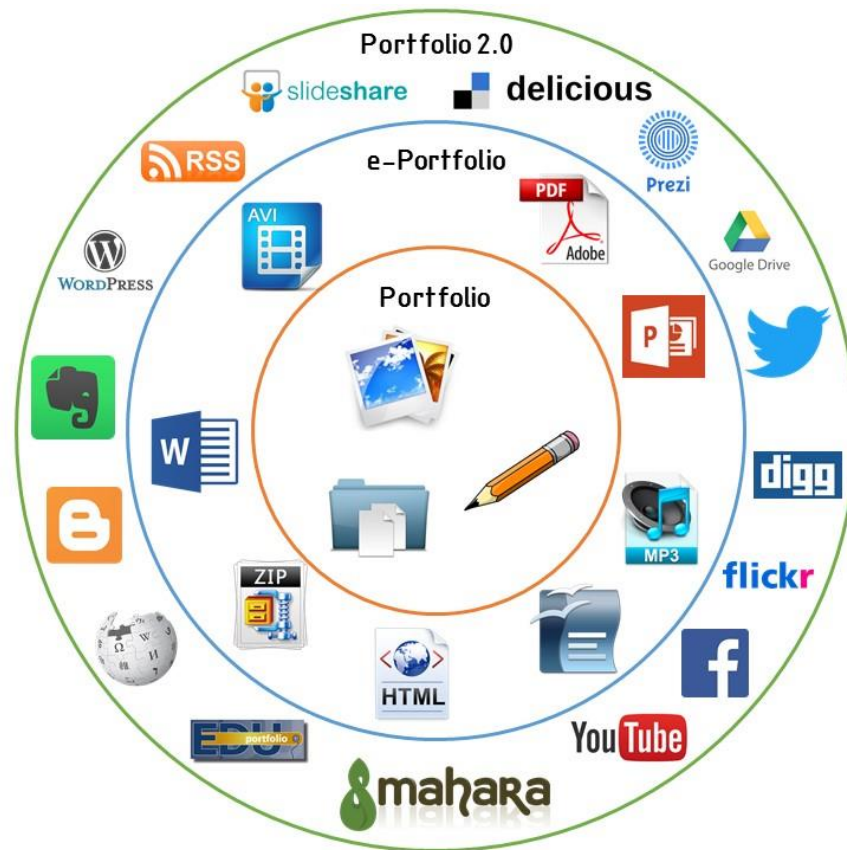 Portfolio 2.0
slideshare
delicious
RSS
e-Portfolio
Prezi
PDF
Adobe
AVI
WORDPRESS
Google Drive
Portfolio
P
W
digg
MP3
B
flickr
ZIP
HTML
f
EDU
portfolio
YouTube
mahara